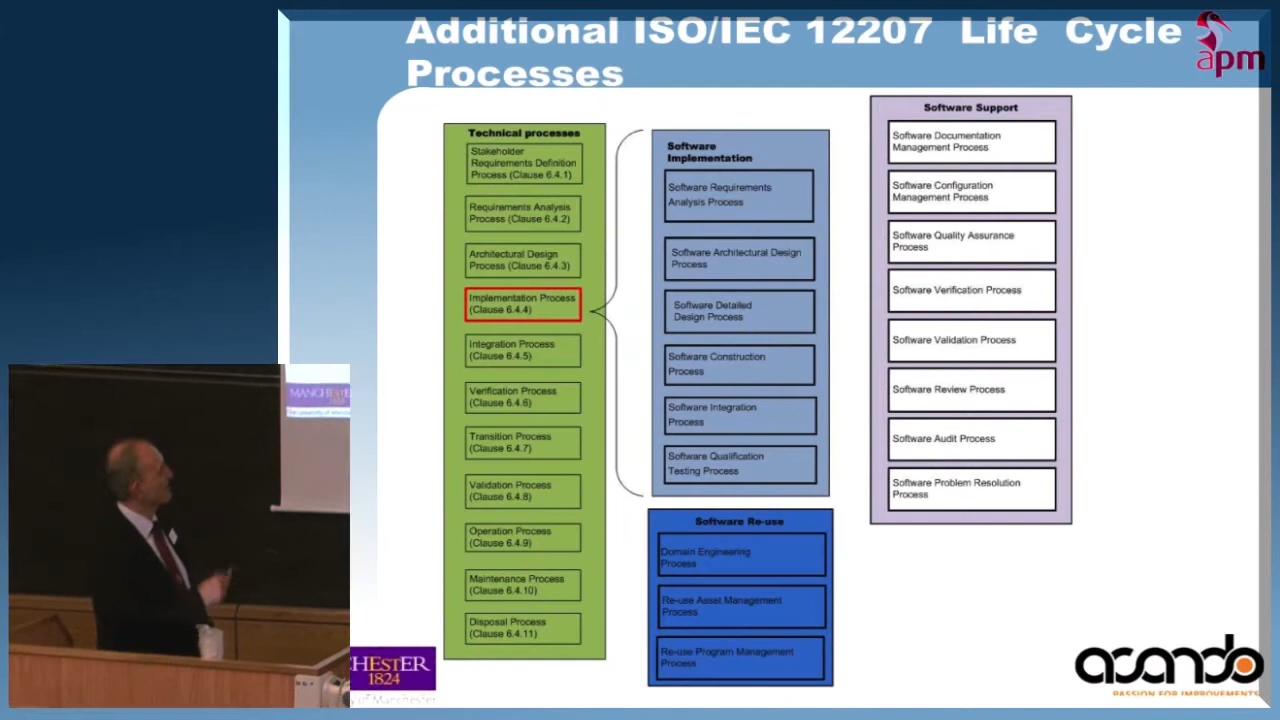 Additional ISO/IEC 12207 Life Cycle
Processes
apm
Technical processes
Stakeholder
Requirements Definition
Process (Clause 6.4.1)
Requirements Analysis
Process (Clause 6.4.2)
Architectural Design
Process (Clause 6.4.3)
Implementation Process
(Clause 6.4.4)
Integration Process
(Clause 6.4.5)
Verification Process
(Clause 6.4.6)
Transition Process
(Clause 6.4.7)
Validation Process
(Clause 6.4.8)
Operation Process
(Clause 6.4.9)
Maintenance Process
(Clause 6.4.10)
Disposal Process
(Clause 6.4.11)
Software
Implementation
Software Requirements
Analysis Process
Software Architectural Design
Process
Software Detailed
Design Process
Software Construction
Process
Software Integration
Process
Software Qualification
Testing Process
Software Re-use
Domain Engineering
Process
Re-use Asset Management
Process
Re-use Program Management
Process
Software Support
Software Documentation
Management Process
Software Configuration
Management Process
Software Quality Assurance
Process
Software Verification Process
Software Validation Process
Software Review Process
Software Audit Process
Software Problem Resolution
Process
MANCHESTER
CHESTER
1824
y of Manchester
asando
PASSION FOR IMPROVEMENTS